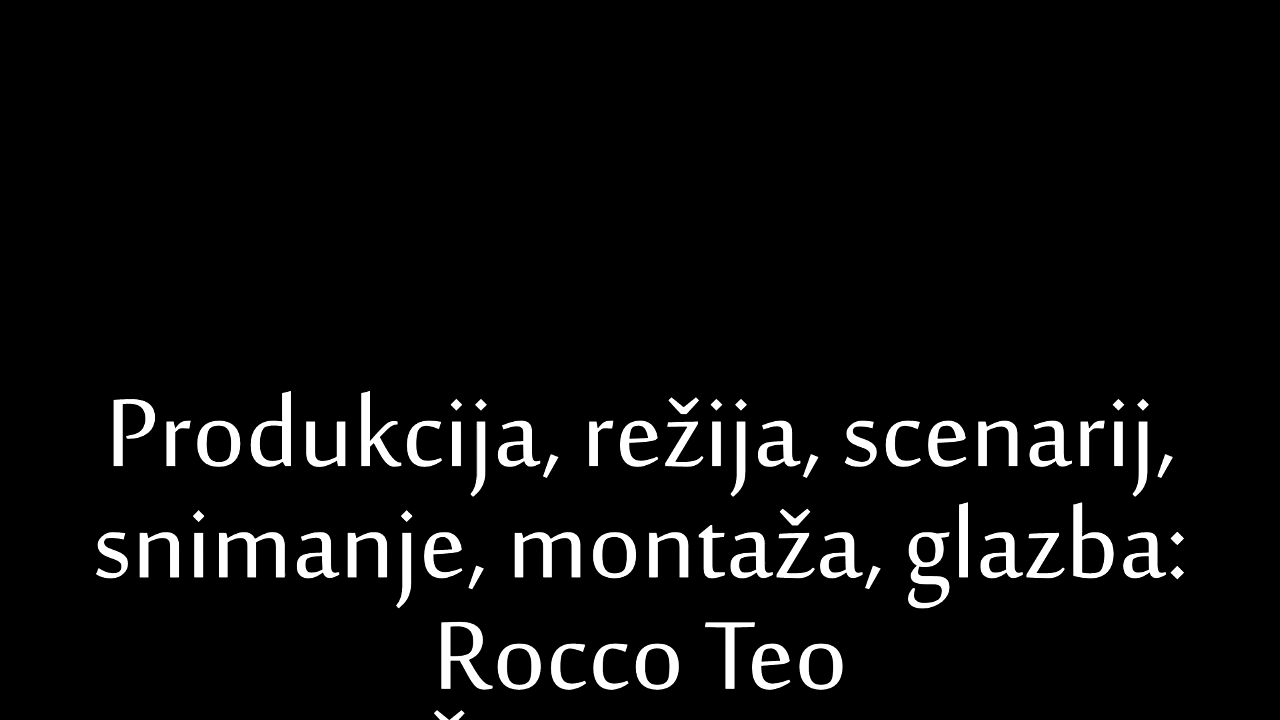 Produkcija, režija, scenarij,
snimanje, montaža, glazba:
Rocco Teo